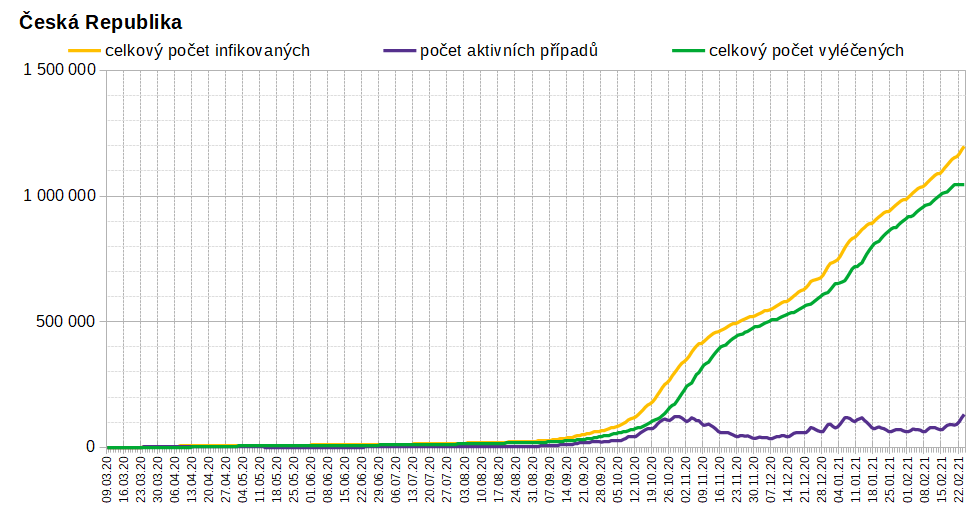 Česká Republika
celkový počet infikovaných počet aktivních případů celkový počet vyléčených
1 500 000
1 000 000
500 000
0
09.03.20 16.03.20 23.03.20 30.03.20 06.04.20 13.04.20 20.04.20 27.04.20 04.05.20 11.05.20 18.05.20 25.05.20 01.06.20 08.06.20 15.06.20 22.06.20 29.06.20 06.07.20 13.07.20 20.07.20 27.07.20 03.08.20 10.08.20 17.08.20 24.08.20 31.08.20 07.09.20 14.09.20 21.09.20 28.09.20 05.10.20 12.10.20 19.10.20 26.10.20 02.11.20 09.11.20 16.11.20 23.11.20 30.11.20 07.12.20 14.12.20 21.12.20 28.12.20 04.01.21 11.01.21 18.01.21 25.01.21 01.02.21 08.02.21 15.02.21 22.02.21